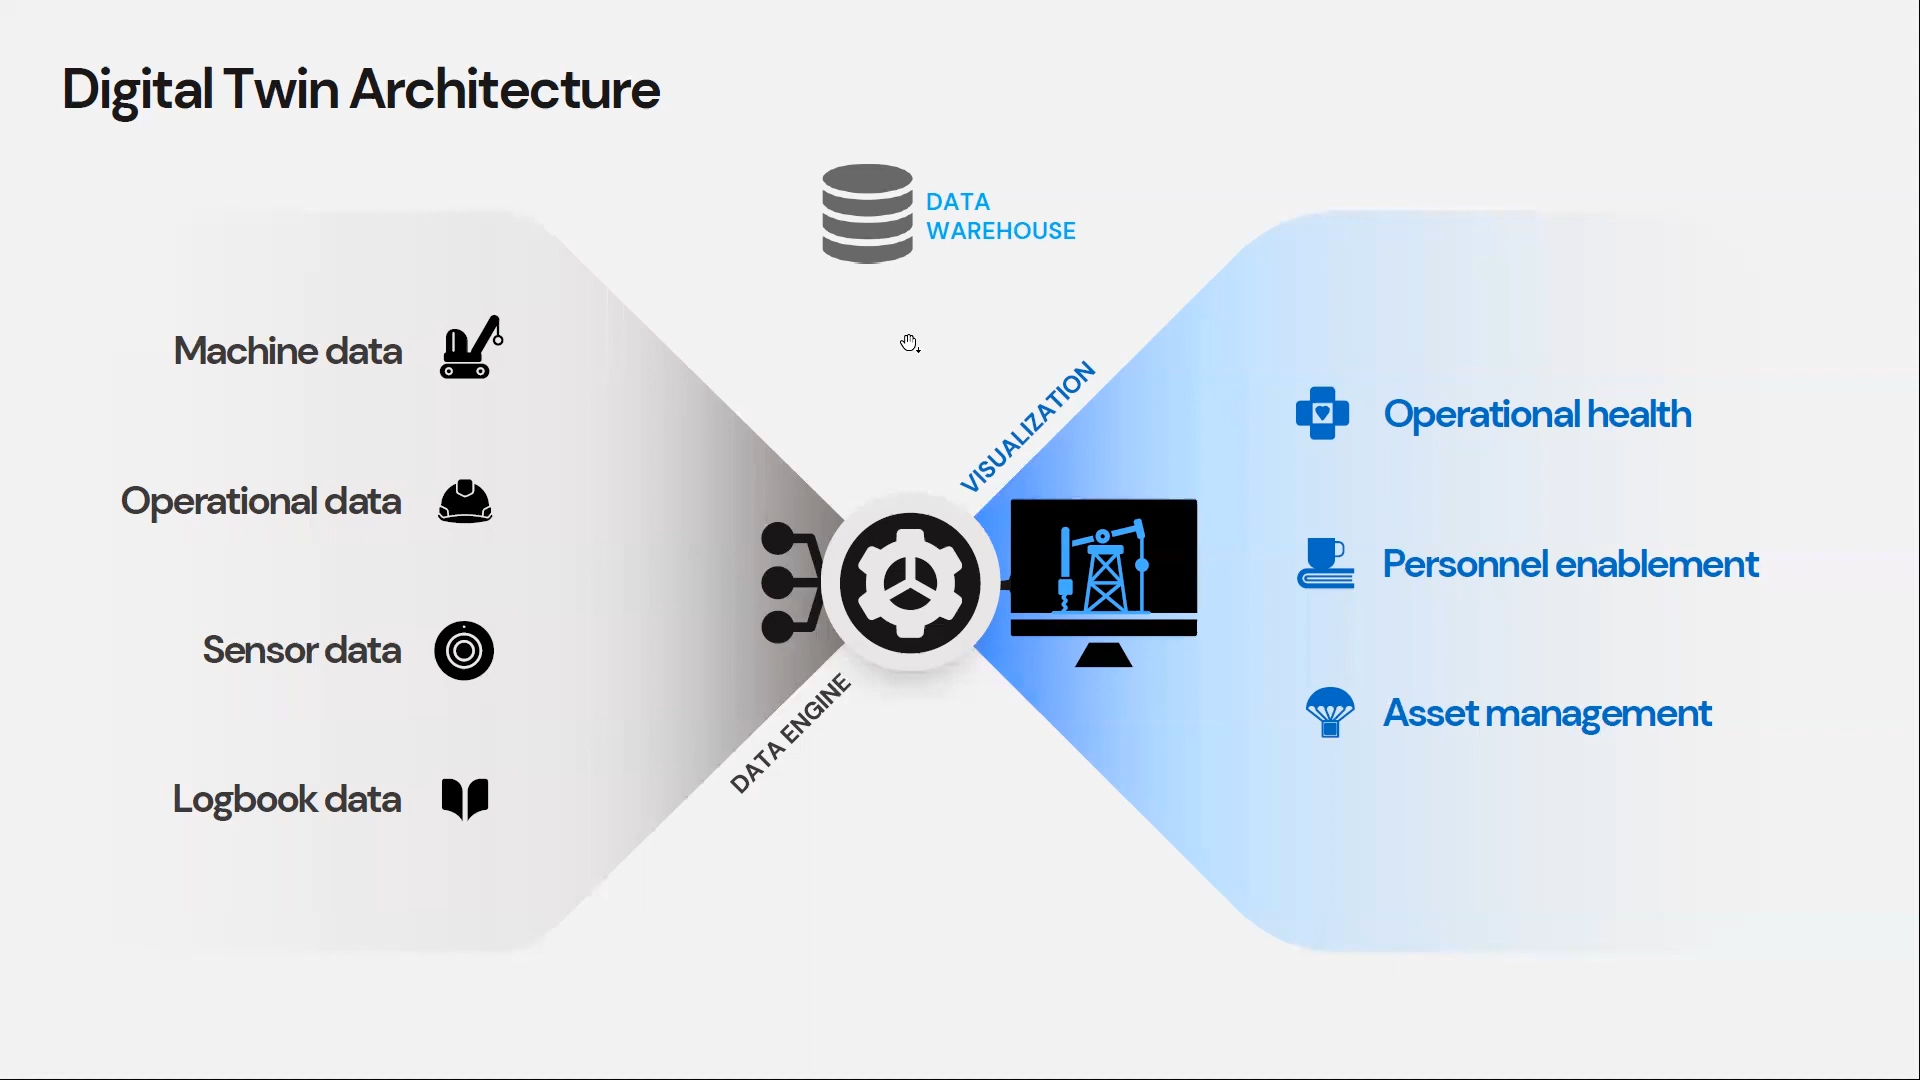 Digital Twin Architecture
DATA
WAREHOUSE
Machine data
Operational data
Sensor data
Logbook data
DATA ENGINE
VISUALIZATION
Operational health
Personnel enablement
Asset management